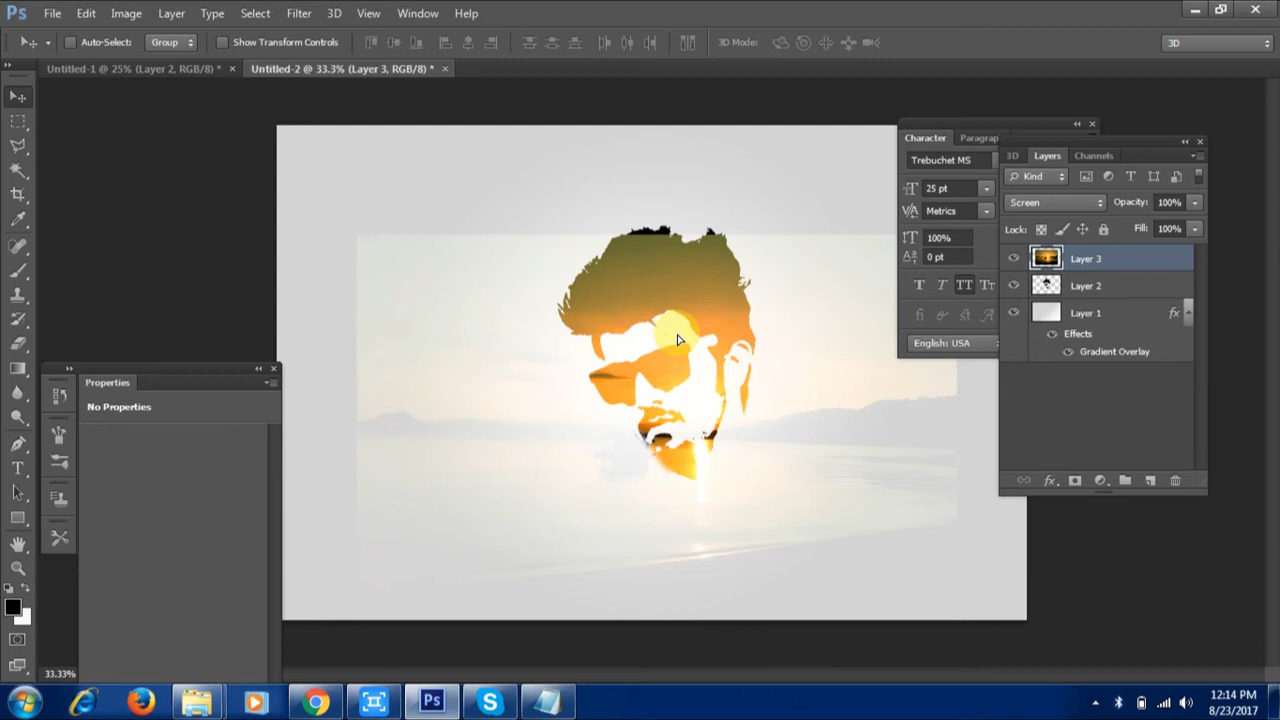 Ps File Edit Image Layer Type Select Filter 3D View Window Help
Auto-Select: Group Show Transform Controls 3D Mode: 3D
Untitled-1 @ 25% (Layer 2, RGB/8) * × Untitled-2 @ 33.3% (Layer 3, RGB/8) * ×
Character Paragraph
Trebuchet MS
25 pt
Metrics
100%
0 pt
T T TT Tт
English: USA
3D Layers Channels
Kind
Screen Opacity: 100%
Lock: Fill: 100%
Layer 3
Layer 2
Layer 1 fx
Effects
Gradient Overlay
Properties
No Properties
33.33%
Ps
12:14 PM
8/23/2017